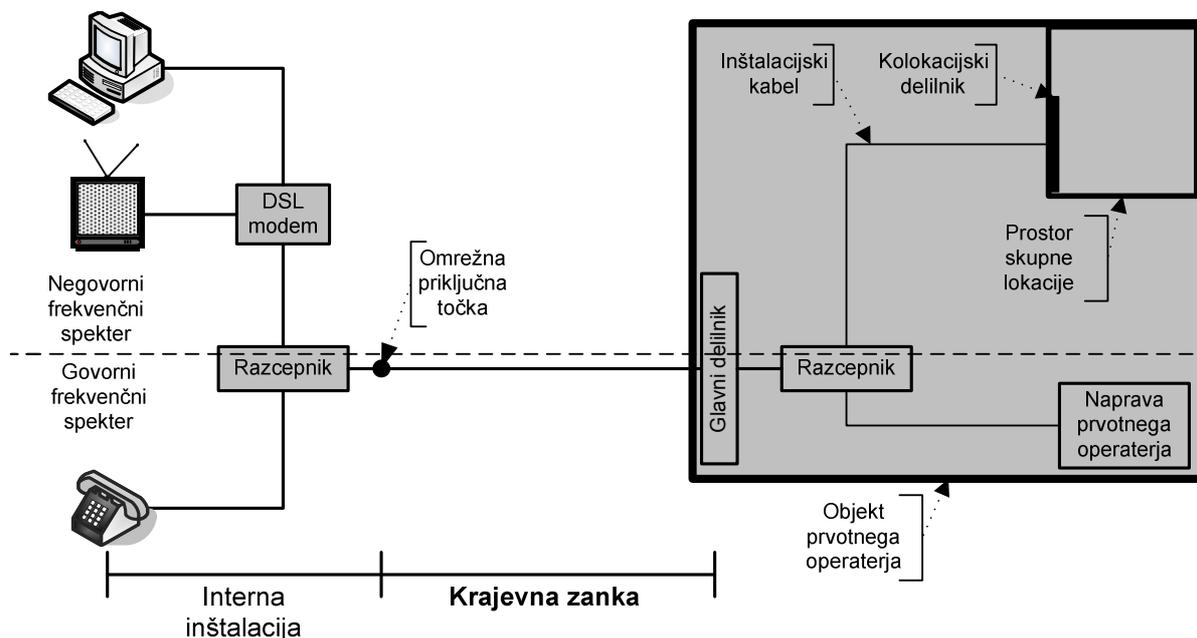 Inštalacijski
kabel
Kolokacijski
delilnik
DSL
modem
Omrežna
priključna
točka
Prostor
skupne
lokacije
Negovorni
frekvenčni
spekter
Govorni
frekvenčni
spekter
Razcepnik
Glavni delilnik
Razcepnik
Naprava
prvotnega
operaterja
Objekt
prvotnega
operaterja
Interna
inštalacija
Krajevna zanka